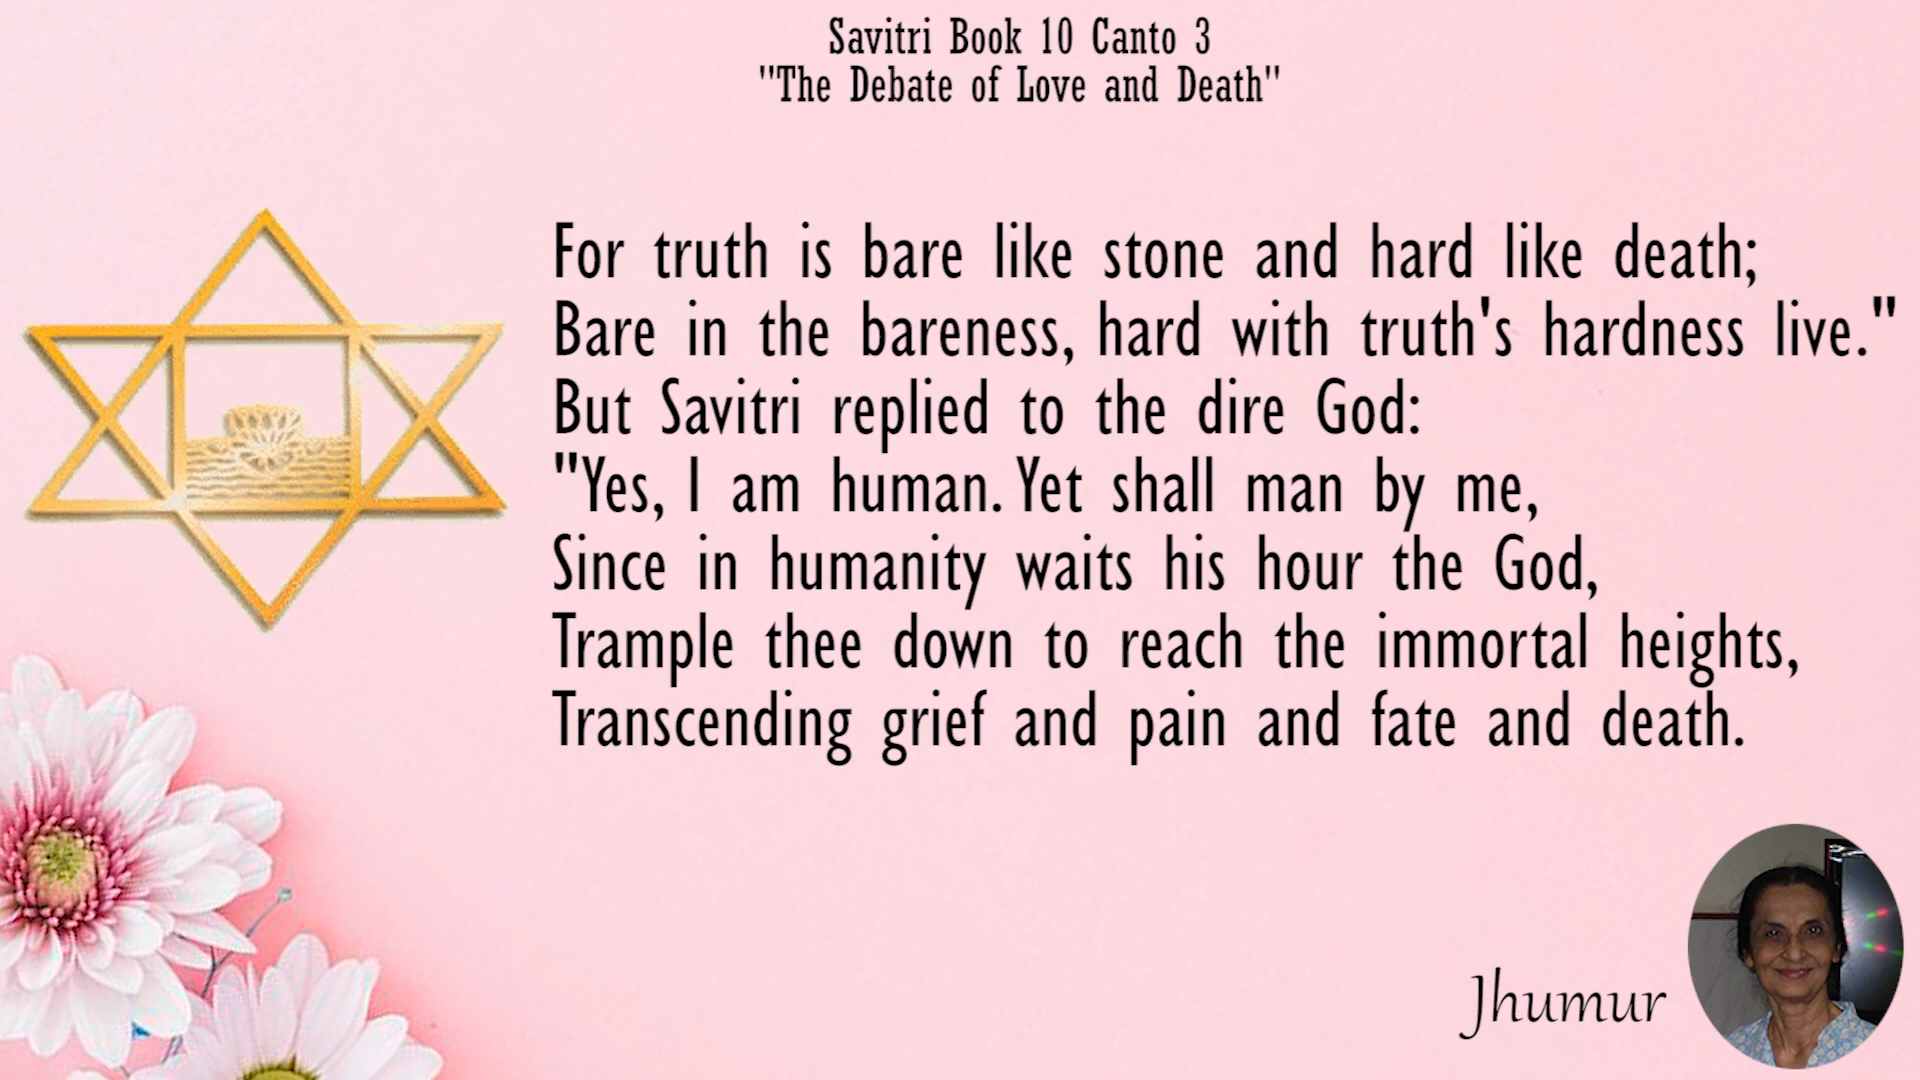 Savitri Book 10 Canto 3
"The Debate of Love and Death"
For truth is bare like stone and hard like death;
Bare in the bareness, hard with truth's hardness live."
But Savitri replied to the dire God:
"Yes, I am human. Yet shall man by me,
Since in humanity waits his hour the God,
Trample thee down to reach the immortal heights,
Transcending grief and pain and fate and death.
Jhumur